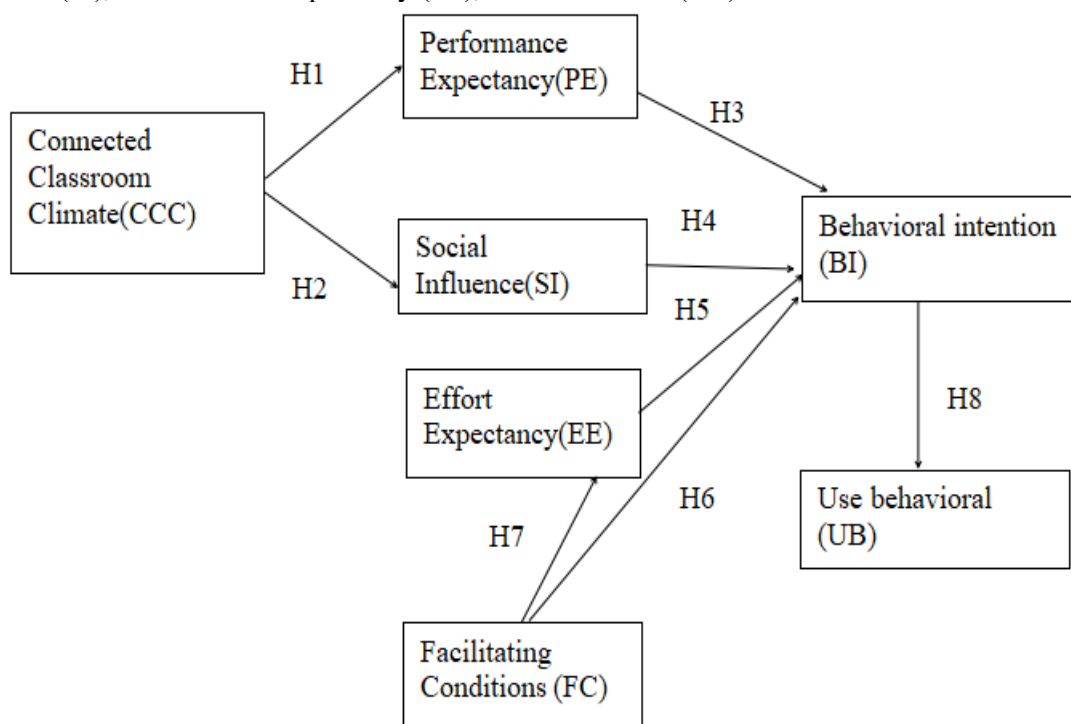 Performance
Expectancy(PE)
H1
H3
Connected
Classroom
Climate(CCC)
H4
Behavioral intention
(BI)
Social
Influence(SI)
H2
H5
Effort
Expectancy(EE)
H8
H6
Use behavioral
(UB)
H7
Facilitating
Conditions (FC)